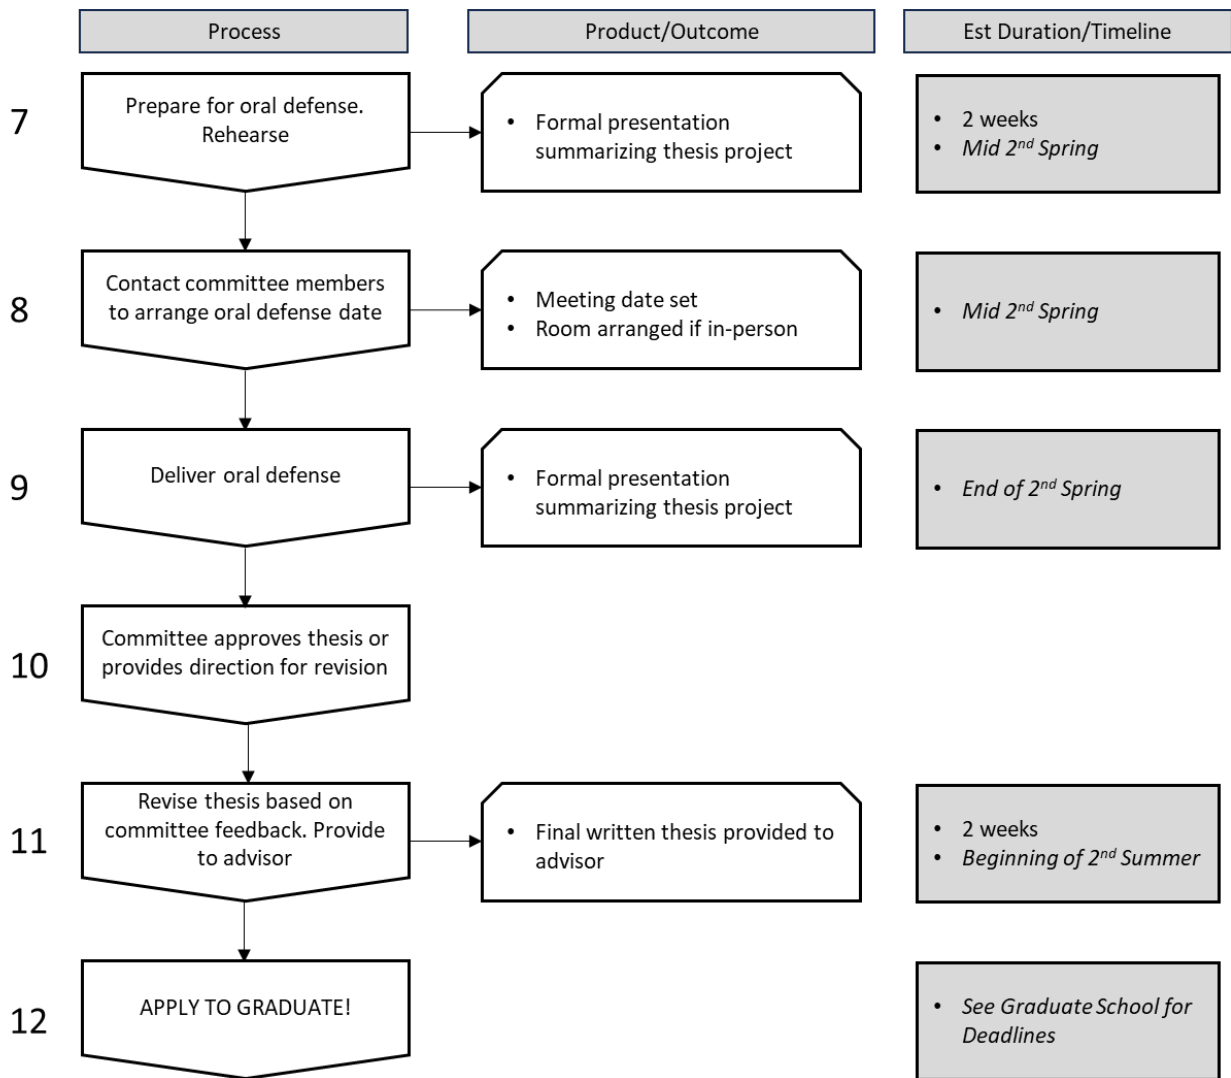 Process
Product/Outcome
Est Duration/Timeline
7
Prepare for oral defense.
Rehearse
• Formal presentation
summarizing thesis project
• 2 weeks
• Mid 2nd Spring
8
Contact committee members
to arrange oral defense date
• Meeting date set
• Room arranged if in-person
• Mid 2nd Spring
9
Deliver oral defense
• Formal presentation
summarizing thesis project
• End of 2nd Spring
10
Committee approves thesis or
provides direction for revision
11
Revise thesis based on
committee feedback. Provide
to advisor
• Final written thesis provided to
advisor
• 2 weeks
• Beginning of 2nd Summer
12
APPLY TO GRADUATE!
• See Graduate School for
Deadlines